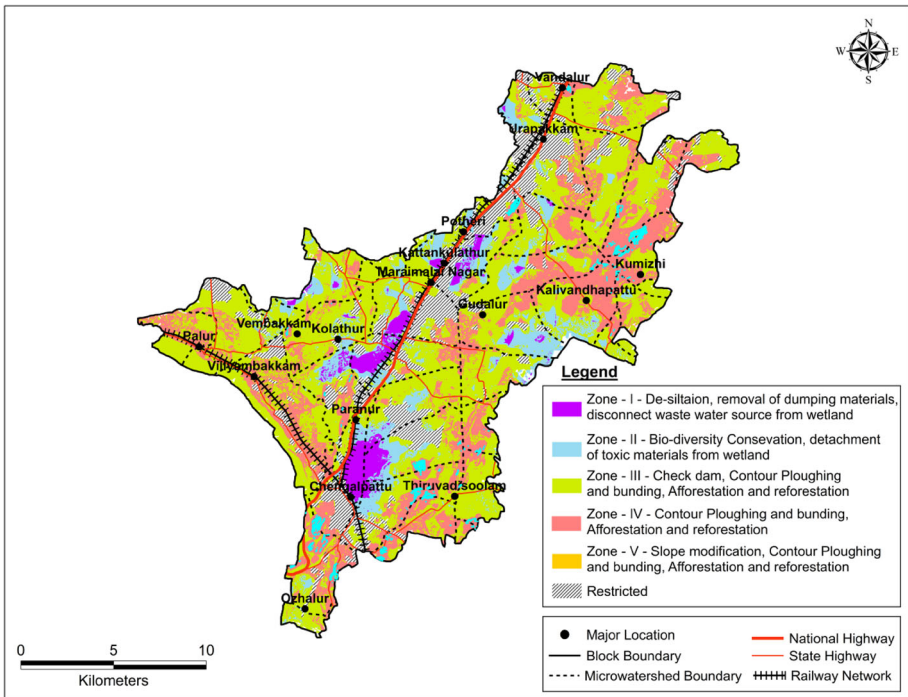 N
W
E
S
Vandalur
Urapakkam
Potheri
Kattankulathur
Maraimalai Nagar
Kumizhi
Kalivandhapattu
Gudalur
Vembakkam
Kolathur
Palur
Villyambakkam
Paranur
Chengalpattu
Thiruvadisoolam
Ozhalur
Legend
Zone - I - De-siltaion, removal of dumping materials,
disconnect waste water source from wetland
Zone - II - Bio-diversity Consevation, detachment
of toxic materials from wetland
Zone - III - Check dam, Contour Ploughing
and bunding, Afforestation and reforestation
Zone - IV - Contour Ploughing and bunding,
Afforestation and reforestation
Zone - V - Slope modification, Contour Ploughing
and bunding, Afforestation and reforestation
Restricted
Major Location
National Highway
Block Boundary
State Highway
Microwatershed Boundary
Railway Network
0 5 10
Kilometers